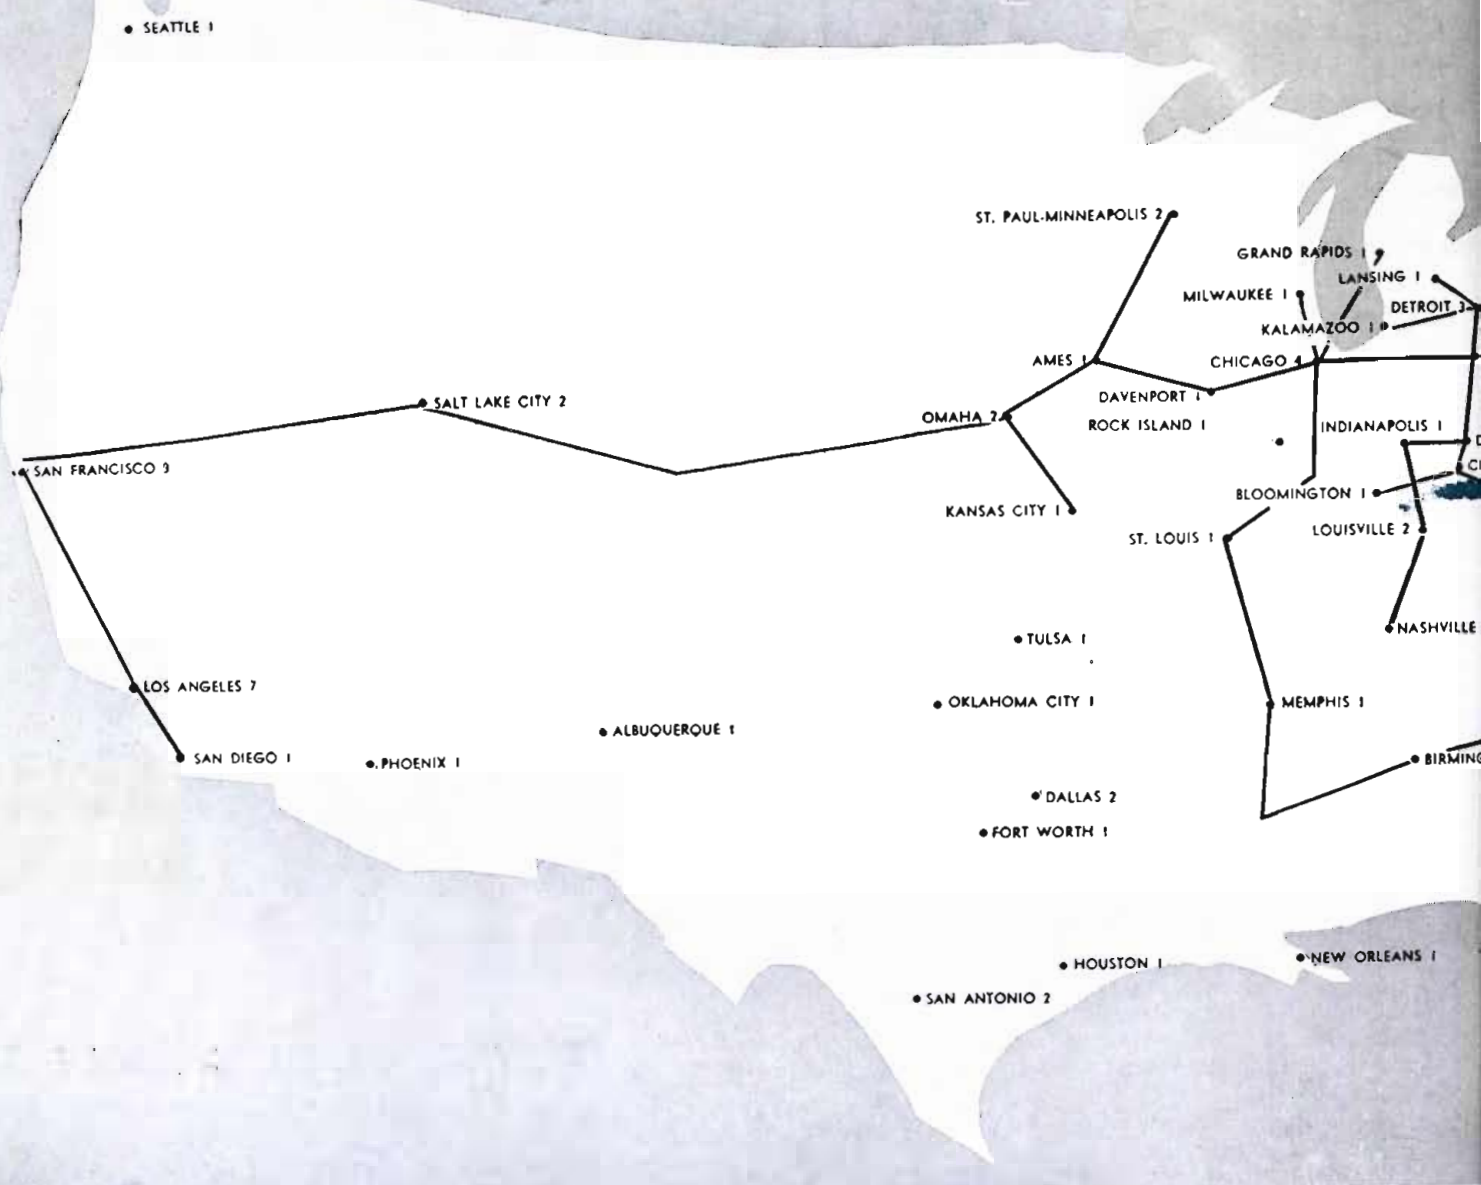 SEATTLE 1
ST. PAUL-MINNEAPOLIS 2
GRAND RAPIDS 1
LANSING 1
MILWAUKEE 1
DETROIT 3
KALAMAZOO 1
AMES 1
CHICAGO 4
DAVENPORT 1
ROCK ISLAND 1
SALT LAKE CITY 2
OMAHA 2
INDIANAPOLIS 1
D
SAN FRANCISCO
CI
BLOOMINGTON 1
KANSAS CITY 1
LOUISVILLE 2
ST. LOUIS 1
NASHVILLE
TULSA 1
LOS ANGELES 7
OKLAHOMA CITY 1
MEMPHIS 1
ALBUQUERQUE 1
SAN DIEGO 1
PHOENIX 1
BIRMING
DALLAS 2
FORT WORTH 1
HOUSTON 1
NEW ORLEANS 1
SAN ANTONIO 2